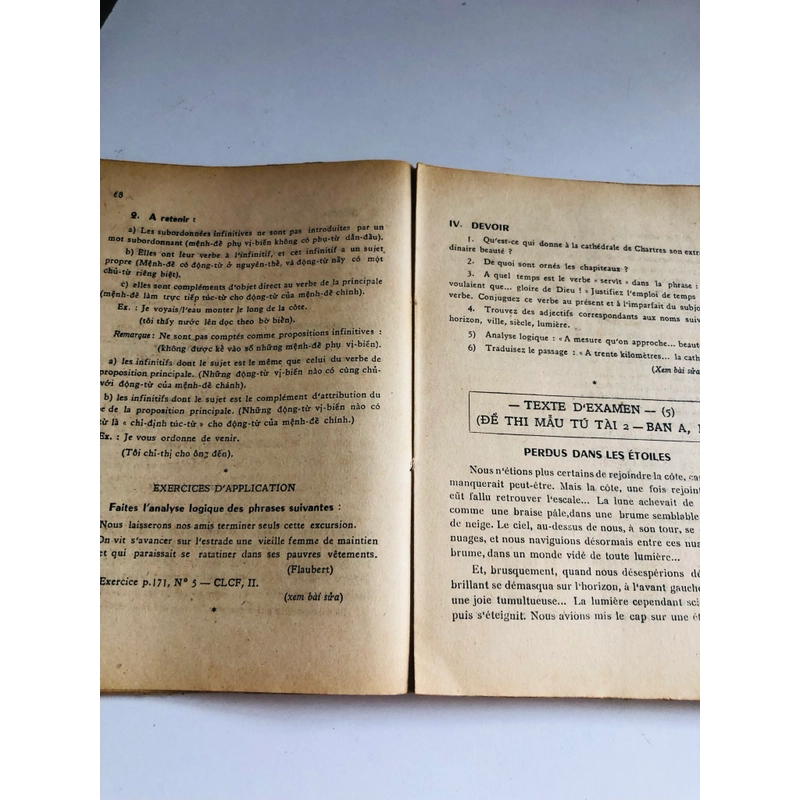 68
2. A retenir :
a) Les subordonnées infinitives ne sont pas introduites par un
mot subordonnant (mệnh-đề phụ vị-biến không có phụ-từ dẫn-đầu).
b) Elles ont leur verbe à l'infinitif, et cet infinitif a un sujet
propre (Mệnh-đề có động-từ ở nguyên-thề, và động-từ nầy có một
chủ-từ riêng biệt).
c) elles sont compléments d'objet direct au verbe de la principale
(mệnh-đề làm trực tiếp túc-từ cho động-từ của mệnh-đề chính).
Ex. : Je voyais/l'eau monter le long de la côte.
(tôi thấy nước lên dọc theo bờ biển).
Remarque : Ne sont pas comptés comme propositions infinitives :
(không được kể vào số những mệnh-đề phụ vị-biến).
a) les infinitifs dont le sujet est le même que celui du verbe de
proposition principale. (Những động-từ vị-biến nào có cùng chủ-
với động-từ của mệnh-đề chánh).
b) les infinitifs dont le sujet est le complément d'attribution du
e de la proposition principale. (Những động-từ vị-biến nào có
từ là « chỉ-định túc-từ » cho động-từ của mệnh-đề chính.)
Ex. : Je vous ordonne de venir.
(Tôi chỉ-thị cho ông đến).
*
EXERCICES D'APPLICATION
Faites l'analyse logique des phrases suivantes :
Nous laisserons nos amis terminer seuls cette excursion.
On vit s'avancer sur l'estrade une vieille femme de maintien
et qui paraissait se ratatiner dans ses pauvres vêtements.
(Flaubert)
Exercice p.171, N° 5 — CLCF, II.
(xem bài sửa)
*
IV. DEVOIR
1. Qu'est-ce qui donne à la cathédrale de Chartres son extr
dinaire beauté ?
2. De quoi sont ornés les chapiteaux ?
3. A quel temps est le verbe « servit » dans la phrase :
voulaient que... gloire de Dieu ! » Justifiez l'emploi de temps
verbe. Conjuguez ce verbe au présent et à l'imparfait du subjo
4. Trouvez des adjectifs correspondants aux noms suiv
horizon, ville, siècle, lumière.
5) Analyse logique : « A mesure qu'on approche... beaut
6) Traduisez le passage : « A trente kilomètres... la cath
(Xem bài sửa
*
— TEXTE D'EXAMEN — (5)
(ĐỀ THI MẪU TÚ TÀI 2 — BAN A,
PERDUS DANS LES ÉTOILES
Nous n'étions plus certains de rejoindre la côte, ca
manquerait peut-être. Mais la côte, une fois rejoint
eût fallu retrouver l'escale... La lune achevait de
comme une braise pâle,dans une brume semblable
de neige. Le ciel, au-dessus de nous, à son tour, se
nuages, et nous naviguions désormais entre ces nu
brume, dans un monde vidé de toute lumière...
Et, brusquement, quand nous désespérions dé
brillant se démasqua sur l'horizon, à l'avant gauche
une joie tumultueuse... La lumière cependant sci
puis s'éteignit. Nous avions mis le cap sur une ét